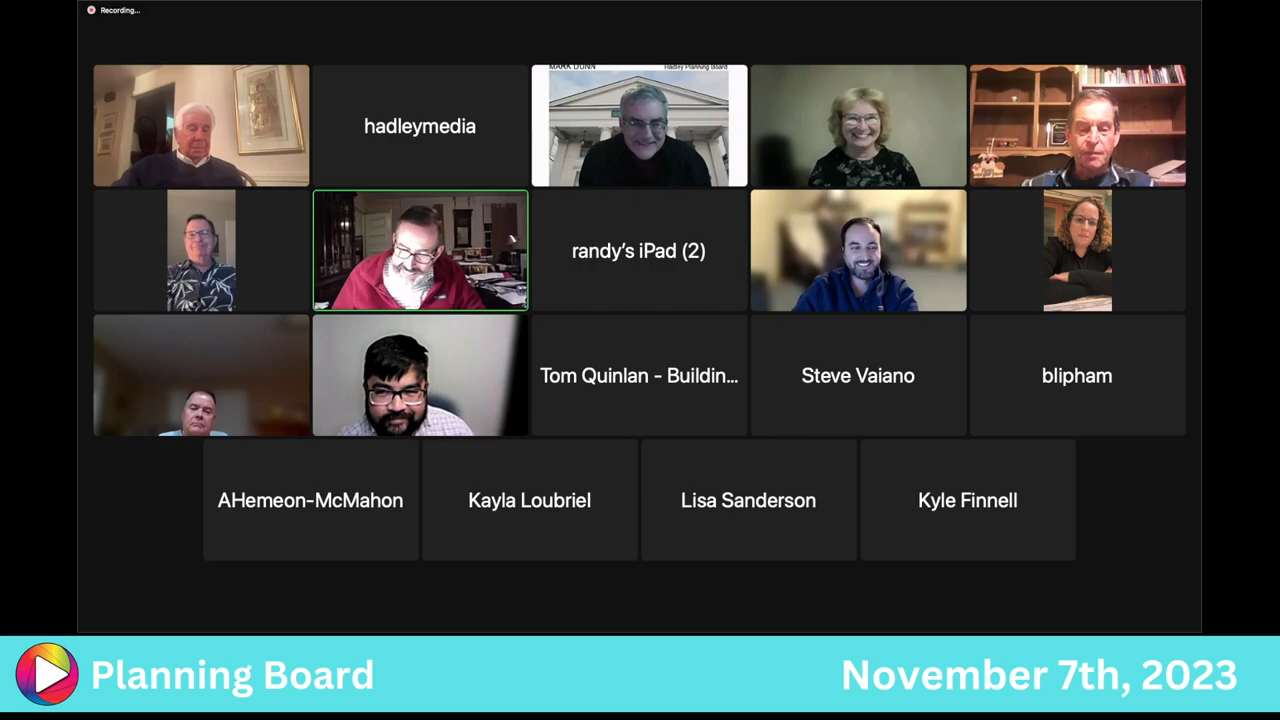 Recording...
MARK DUNN
Hadley Planning Board
hadleymedia
randy's iPad (2)
Tom Quinlan - Buildin...
Steve Vaiano
blipham
AHemeon-McMahon
Kayla Loubriel
Lisa Sanderson
Kyle Finnell
Planning Board
November 7th, 2023